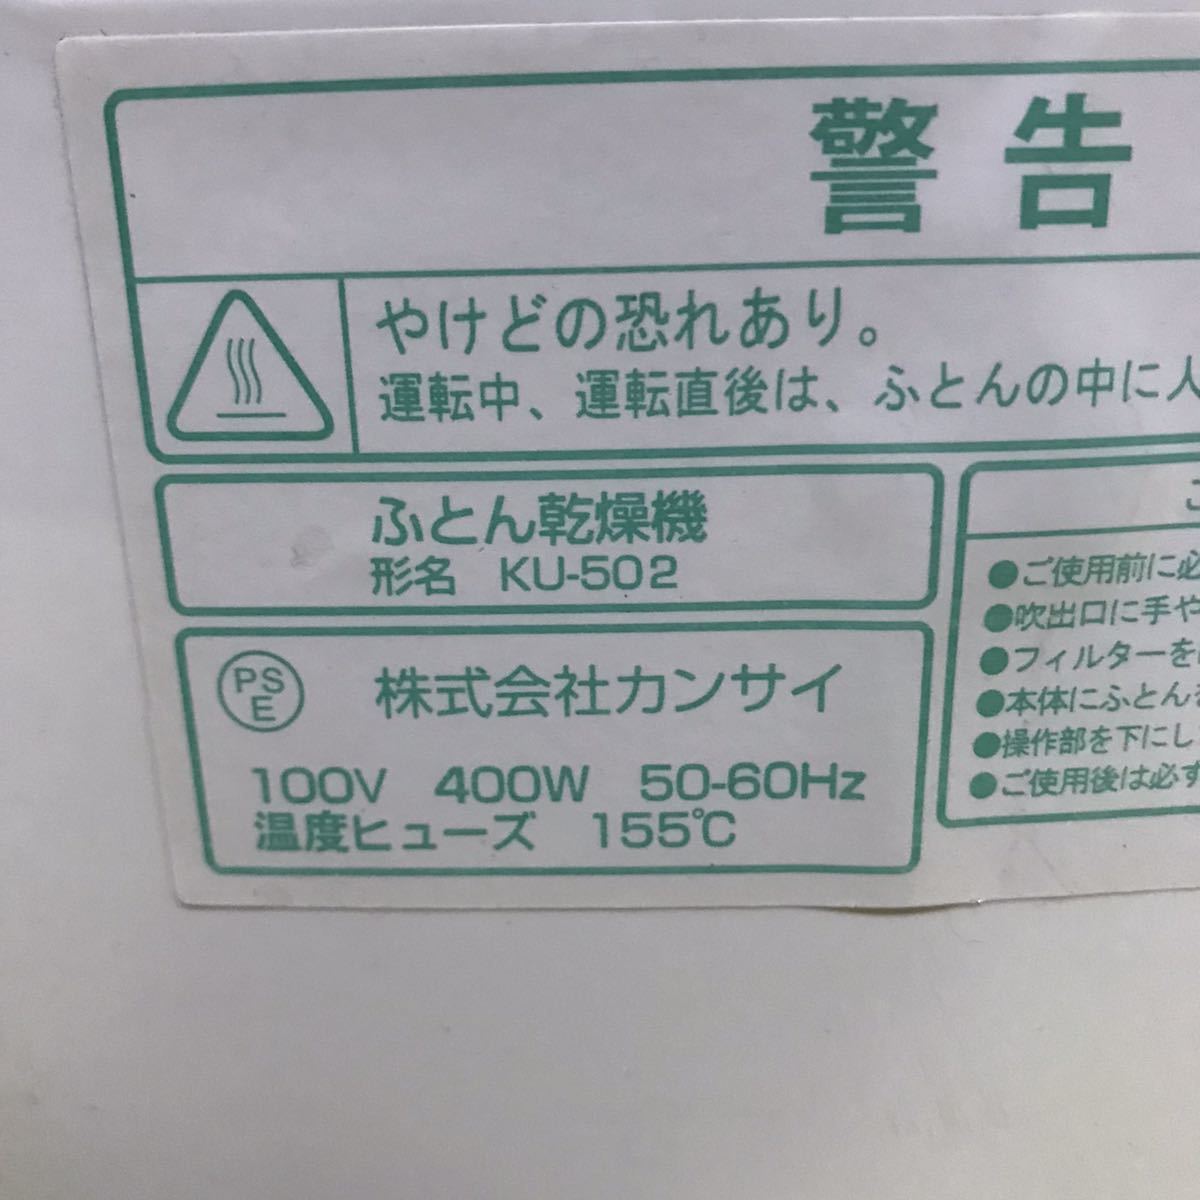 警告
やけどの恐れあり。
運転中、運転直後は、ふとんの中に人
ふとん乾燥機
形名 KU-502
PS
E
株式会社カンサイ
100V 400W 50-60Hz
温度ヒューズ 155℃
●ご使用前に必
●吹出口に手や
●フィルターを
●本体にふとん
●操作部を下にし
●ご使用後は必ず